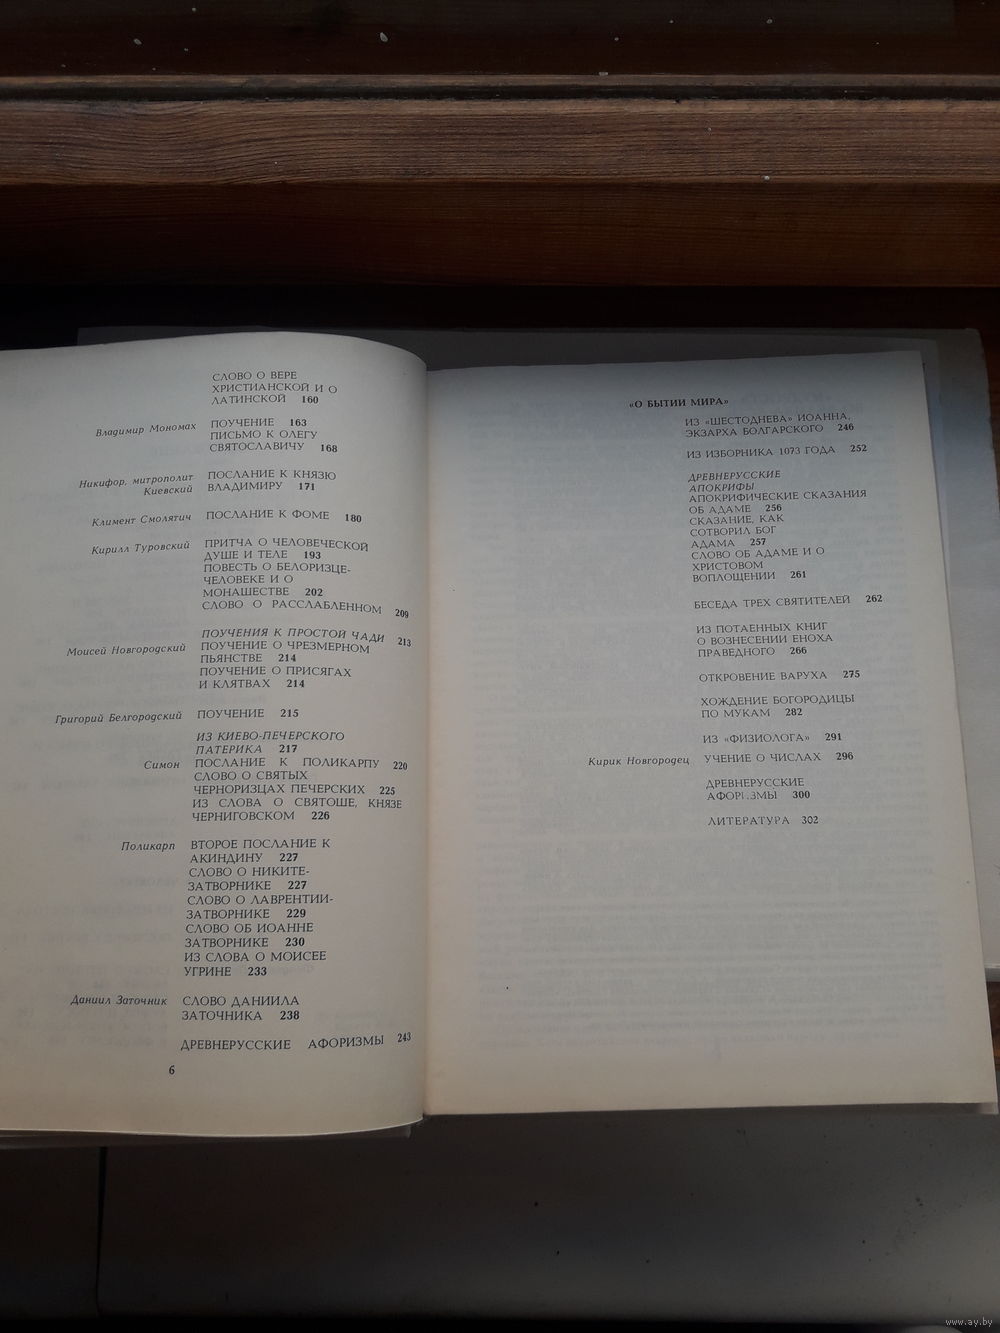 СЛОВО О ВЕРЕ
ХРИСТИАНСКОЙ И О
ЛАТИНСКОЙ 160
Владимир Мономах ПОУЧЕНИЕ 163
ПИСЬМО К ОЛЕГУ
СВЯТОСЛАВИЧУ 168
Никифор, митрополит ПОСЛАНИЕ К КНЯЗЮ
Киевский ВЛАДИМИРУ 171
Климент Смолятич ПОСЛАНИЕ К ФОМЕ 180
Кирилл Туровский ПРИТЧА О ЧЕЛОВЕЧЕСКОЙ
ДУШЕ И ТЕЛЕ 193
ПОВЕСТЬ О БЕЛОРИЗЦЕ-
ЧЕЛОВЕКЕ И О
МОНАШЕСТВЕ 202
СЛОВО О РАССЛАБЛЕННОМ 209
ПОУЧЕНИЯ К ПРОСТОЙ ЧАДИ 213
Моисей Новгородский ПОУЧЕНИЕ О ЧРЕЗМЕРНОМ
ПЬЯНСТВЕ 214
ПОУЧЕНИЕ О ПРИСЯГАХ
И КЛЯТВАХ 214
Григорий Белгородский ПОУЧЕНИЕ 215
ИЗ КИЕВО-ПЕЧЕРСКОГО
ПАТЕРИКА 217
Симон ПОСЛАНИЕ К ПОЛИКАРПУ 220
СЛОВО О СВЯТЫХ
ЧЕРНОРИЗЦАХ ПЕЧЕРСКИХ 225
ИЗ СЛОВА О СВЯТОШЕ, КНЯЗЕ
ЧЕРНИГОВСКОМ 226
Поликарп ВТОРОЕ ПОСЛАНИЕ К
АКИНДИНУ 227
СЛОВО О НИКИТЕ-
ЗАТВОРНИКЕ 227
СЛОВО О ЛАВРЕНТИИ-
ЗАТВОРНИКЕ 229
СЛОВО ОБ ИОАННЕ
ЗАТВОРНИКЕ 230
ИЗ СЛОВА О МОИСЕЕ
УГРИНЕ 233
Даниил Заточник СЛОВО ДАНИИЛА
ЗАТОЧНИКА 238
ДРЕВНЕРУССКИЕ АФОРИЗМЫ 243
6
«О БЫТИИ МИРА»
ИЗ «ШЕСТОДНЕВА» ИОАННА,
ЭКЗАРХА БОЛГАРСКОГО 246
ИЗ ИЗБОРНИКА 1073 ГОДА 252
ДРЕВНЕРУССКИЕ
АПОКРИФЫ
АПОКРИФИЧЕСКИЕ СКАЗАНИЯ
ОБ АДАМЕ 256
СКАЗАНИЕ, КАК
СОТВОРИЛ БОГ
АДАМА 257
СЛОВО ОБ АДАМЕ И О
ХРИСТОВОМ
ВОПЛОЩЕНИИ 261
БЕСЕДА ТРЕХ СВЯТИТЕЛЕЙ 262
ИЗ ПОТАЕННЫХ КНИГ
О ВОЗНЕСЕНИИ ЕНОХА
ПРАВЕДНОГО 266
ОТКРОВЕНИЕ ВАРУХА 275
ХОЖДЕНИЕ БОГОРОДИЦЫ
ПО МУКАМ 282
ИЗ «ФИЗИОЛОГА» 291
Кирик Новгородец УЧЕНИЕ О ЧИСЛАХ 296
ДРЕВНЕРУССКИЕ
АФОРИЗМЫ 300
ЛИТЕРАТУРА 302
www.ay.by